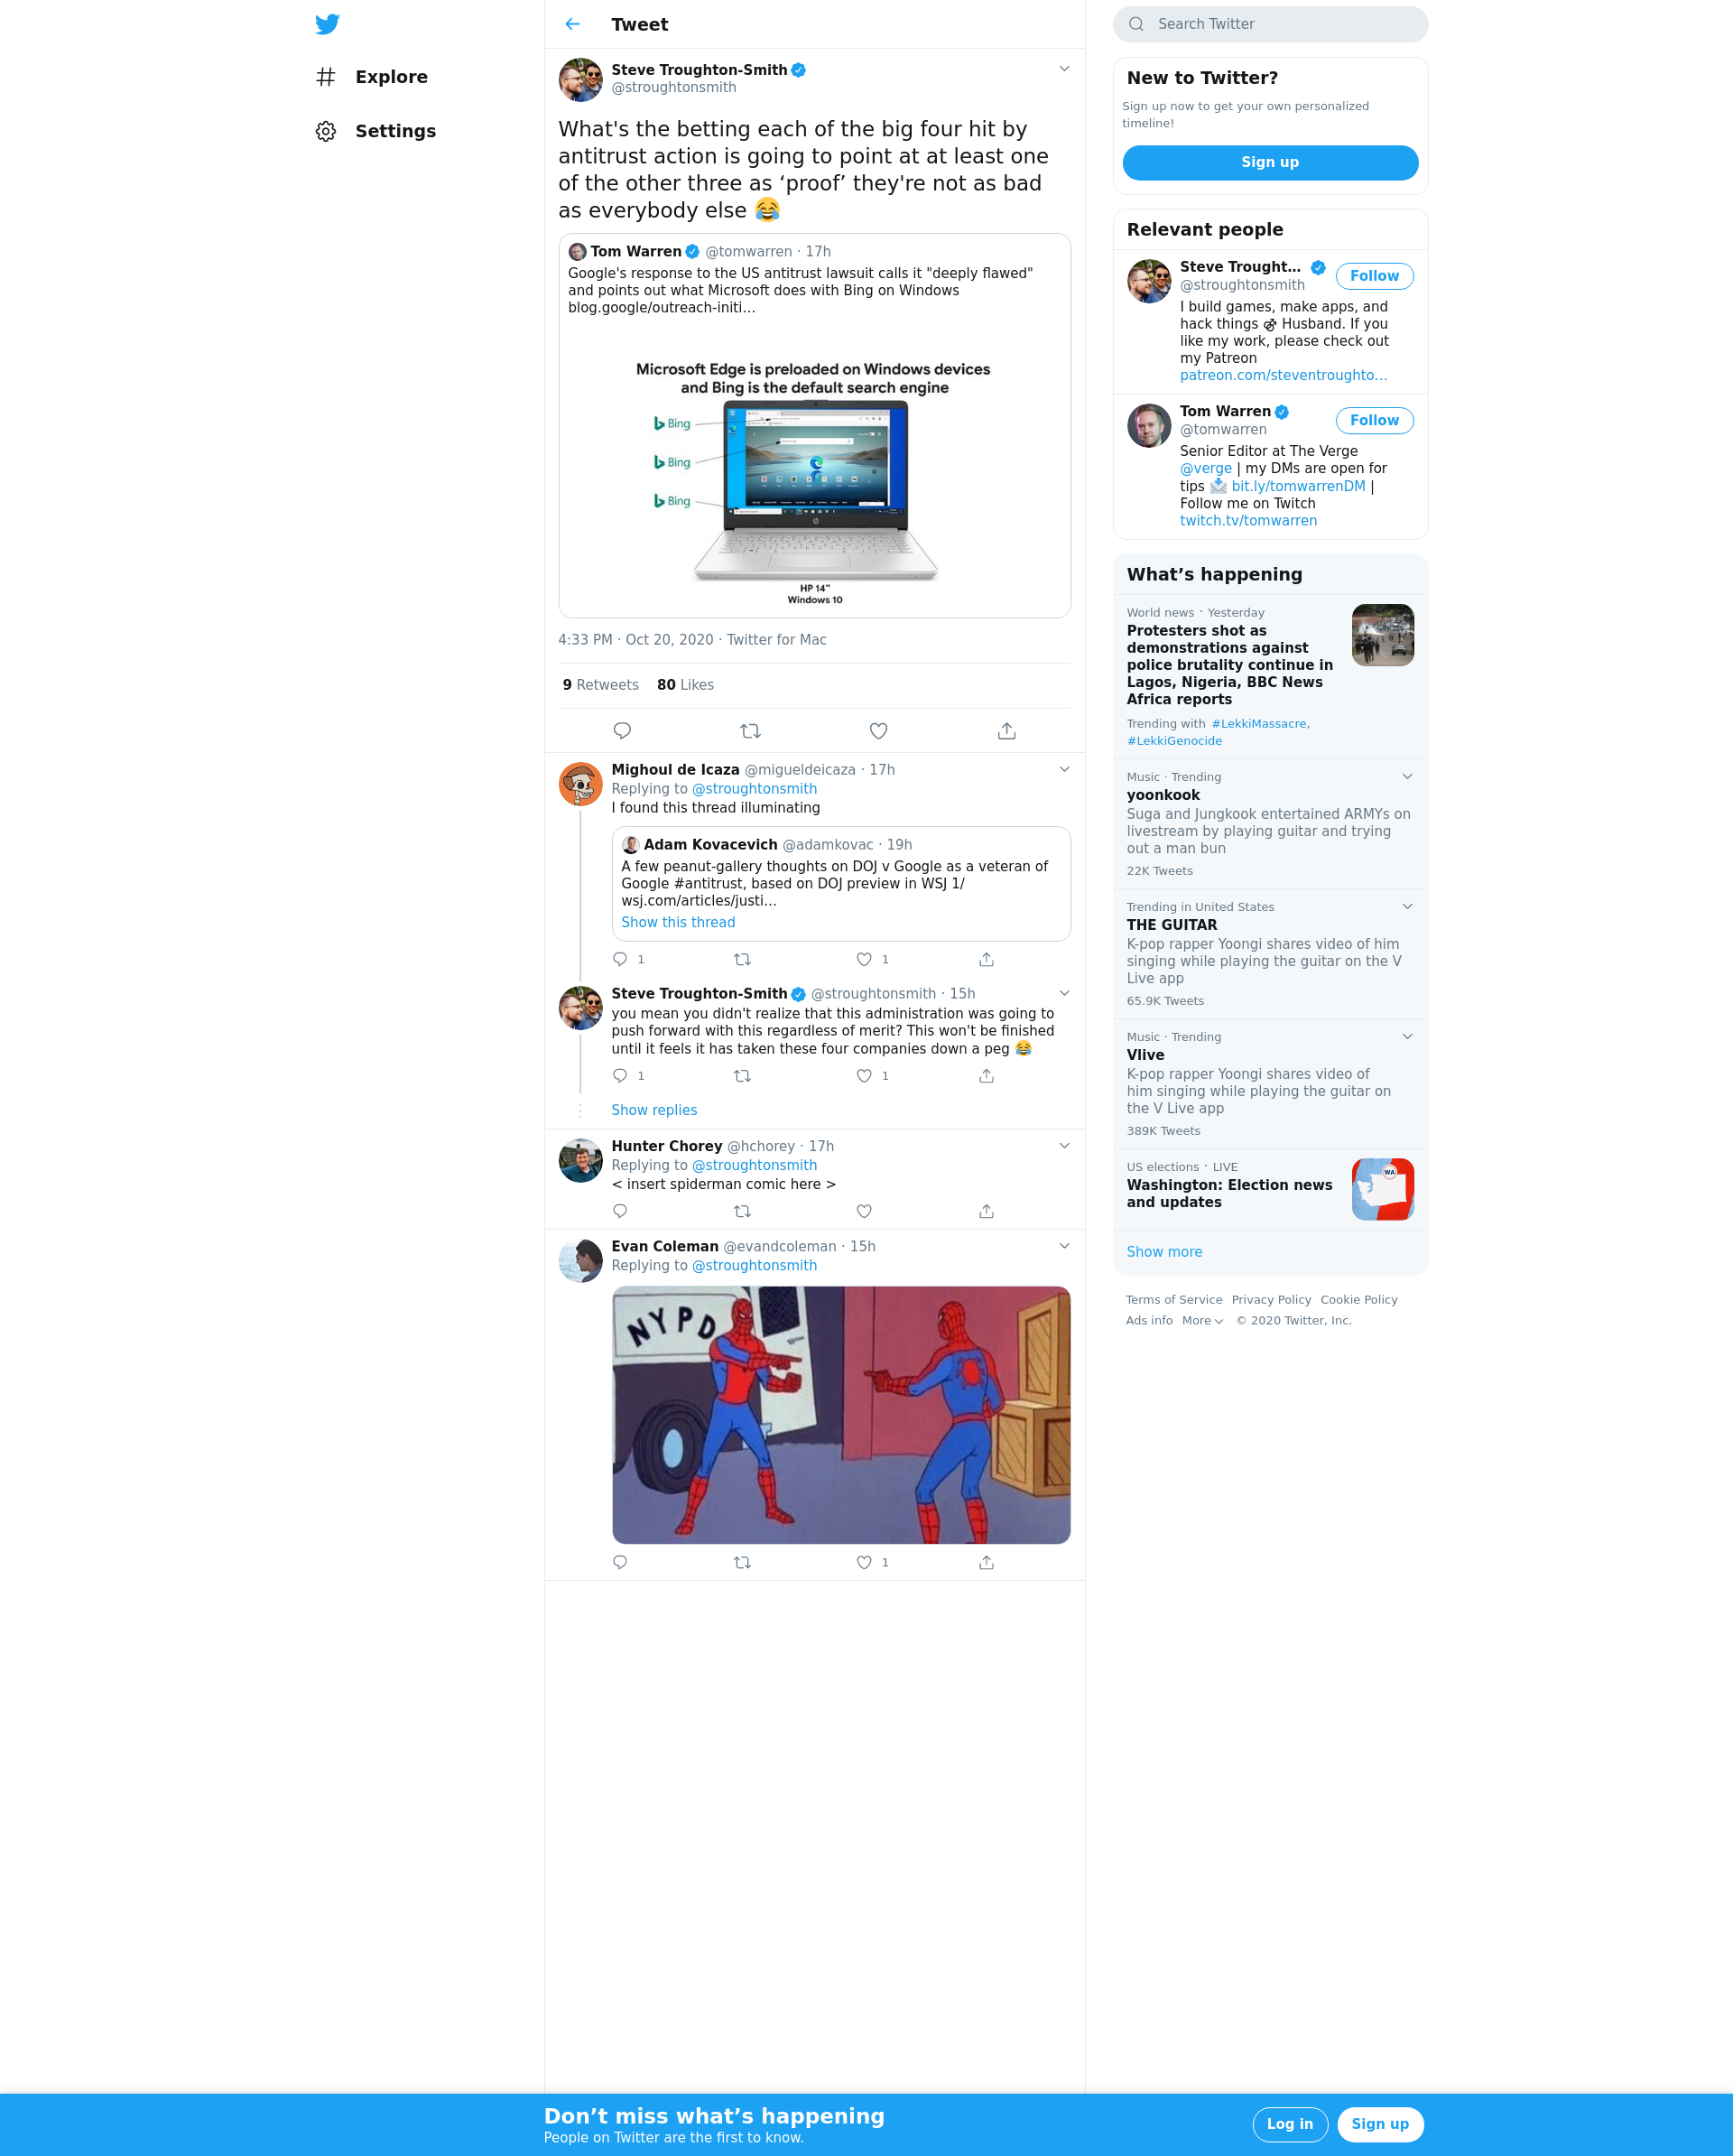 Explore
Settings
Tweet
Steve Troughton-Smith
@stroughtonsmith
What's the betting each of the big four hit by
antitrust action is going to point at at least one
of the other three as ‘proof’ they're not as bad
as everybody else 😂
Tom Warren @tomwarren · 17h
Google's response to the US antitrust lawsuit calls it "deeply flawed"
and points out what Microsoft does with Bing on Windows
blog.google/outreach-initi…
Microsoft Edge is preloaded on Windows devices
and Bing is the default search engine
Bing
Bing
Bing
HP 14"
Windows 10
4:33 PM · Oct 20, 2020 · Twitter for Mac
9 Retweets 80 Likes
Mighoul de Icaza @migueldeicaza · 17h
Replying to @stroughtonsmith
I found this thread illuminating
Adam Kovacevich @adamkovac · 19h
A few peanut-gallery thoughts on DOJ v Google as a veteran of
Google #antitrust, based on DOJ preview in WSJ 1/
wsj.com/articles/justi…
Show this thread
1 1
Steve Troughton-Smith @stroughtonsmith · 15h
you mean you didn't realize that this administration was going to
push forward with this regardless of merit? This won't be finished
until it feels it has taken these four companies down a peg 😂
1 1
Show replies
Hunter Chorey @hchorey · 17h
Replying to @stroughtonsmith
< insert spiderman comic here >
Evan Coleman @evandcoleman · 15h
Replying to @stroughtonsmith
NYPD
1
Search Twitter
New to Twitter?
Sign up now to get your own personalized
timeline!
Sign up
Relevant people
Steve Trought…
@stroughtonsmith
Follow
I build games, make apps, and
hack things ⚣ Husband. If you
like my work, please check out
my Patreon
patreon.com/steventroughto…
Tom Warren
@tomwarren
Follow
Senior Editor at The Verge
@verge | my DMs are open for
tips 📩 bit.ly/tomwarrenDM |
Follow me on Twitch
twitch.tv/tomwarren
What’s happening
World news · Yesterday
Protesters shot as
demonstrations against
police brutality continue in
Lagos, Nigeria, BBC News
Africa reports
Trending with #LekkiMassacre,
#LekkiGenocide
Music · Trending
yoonkook
Suga and Jungkook entertained ARMYs on
livestream by playing guitar and trying
out a man bun
22K Tweets
Trending in United States
THE GUITAR
K-pop rapper Yoongi shares video of him
singing while playing the guitar on the V
Live app
65.9K Tweets
Music · Trending
Vlive
K-pop rapper Yoongi shares video of
him singing while playing the guitar on
the V Live app
389K Tweets
US elections · LIVE
Washington: Election news
and updates
WA
Show more
Terms of Service Privacy Policy Cookie Policy
Ads info More © 2020 Twitter, Inc.
Don’t miss what’s happening
People on Twitter are the first to know.
Log in
Sign up